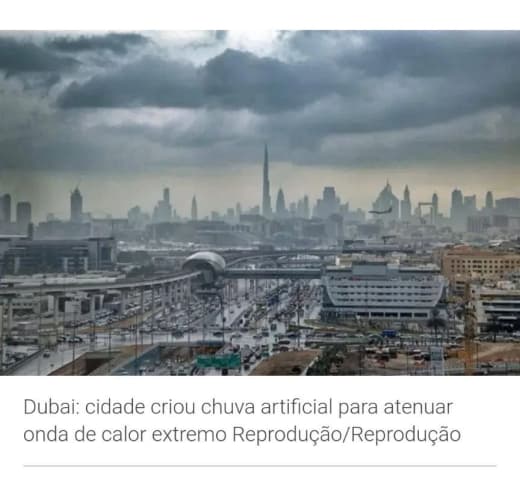 Dubai: cidade criou chuva artificial para atenuar
onda de calor extremo Reprodução/Reprodução